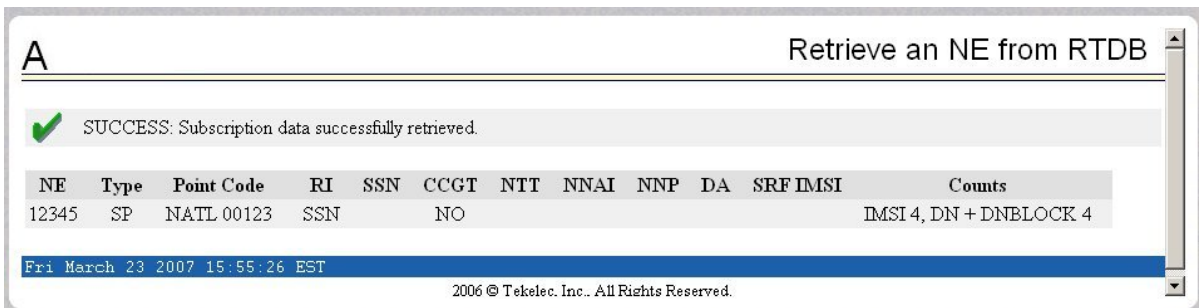 A
Retrieve an NE from RTDB
SUCCESS: Subscription data successfully retrieved.
NE Type Point Code RI SSN CCGT NTT NNAI NNP DA SRF IMSI Counts
12345 SP NATL 00123 SSN NO IMSI 4, DN + DNBLOCK 4
Fri March 23 2007 15:55:26 EST
2006 © Tekelec, Inc., All Rights Reserved.